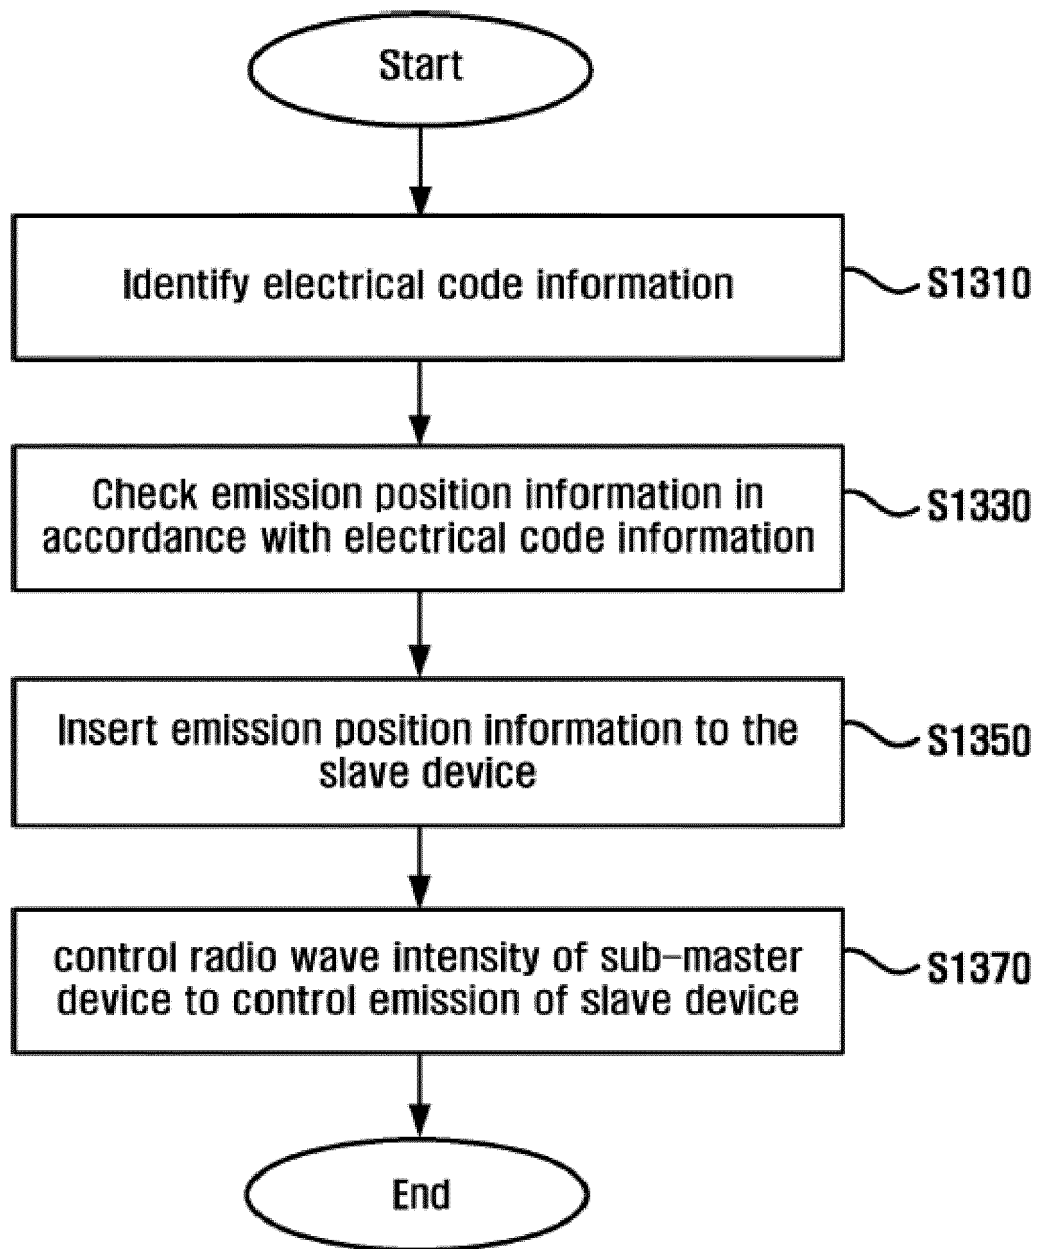 Start
Identify electrical code information
S1310
Check emission position information in
accordance with electrical code information
S1330
Insert emission position information to the
slave device
S1350
control radio wave intensity of sub-master
device to control emission of slave device
S1370
End